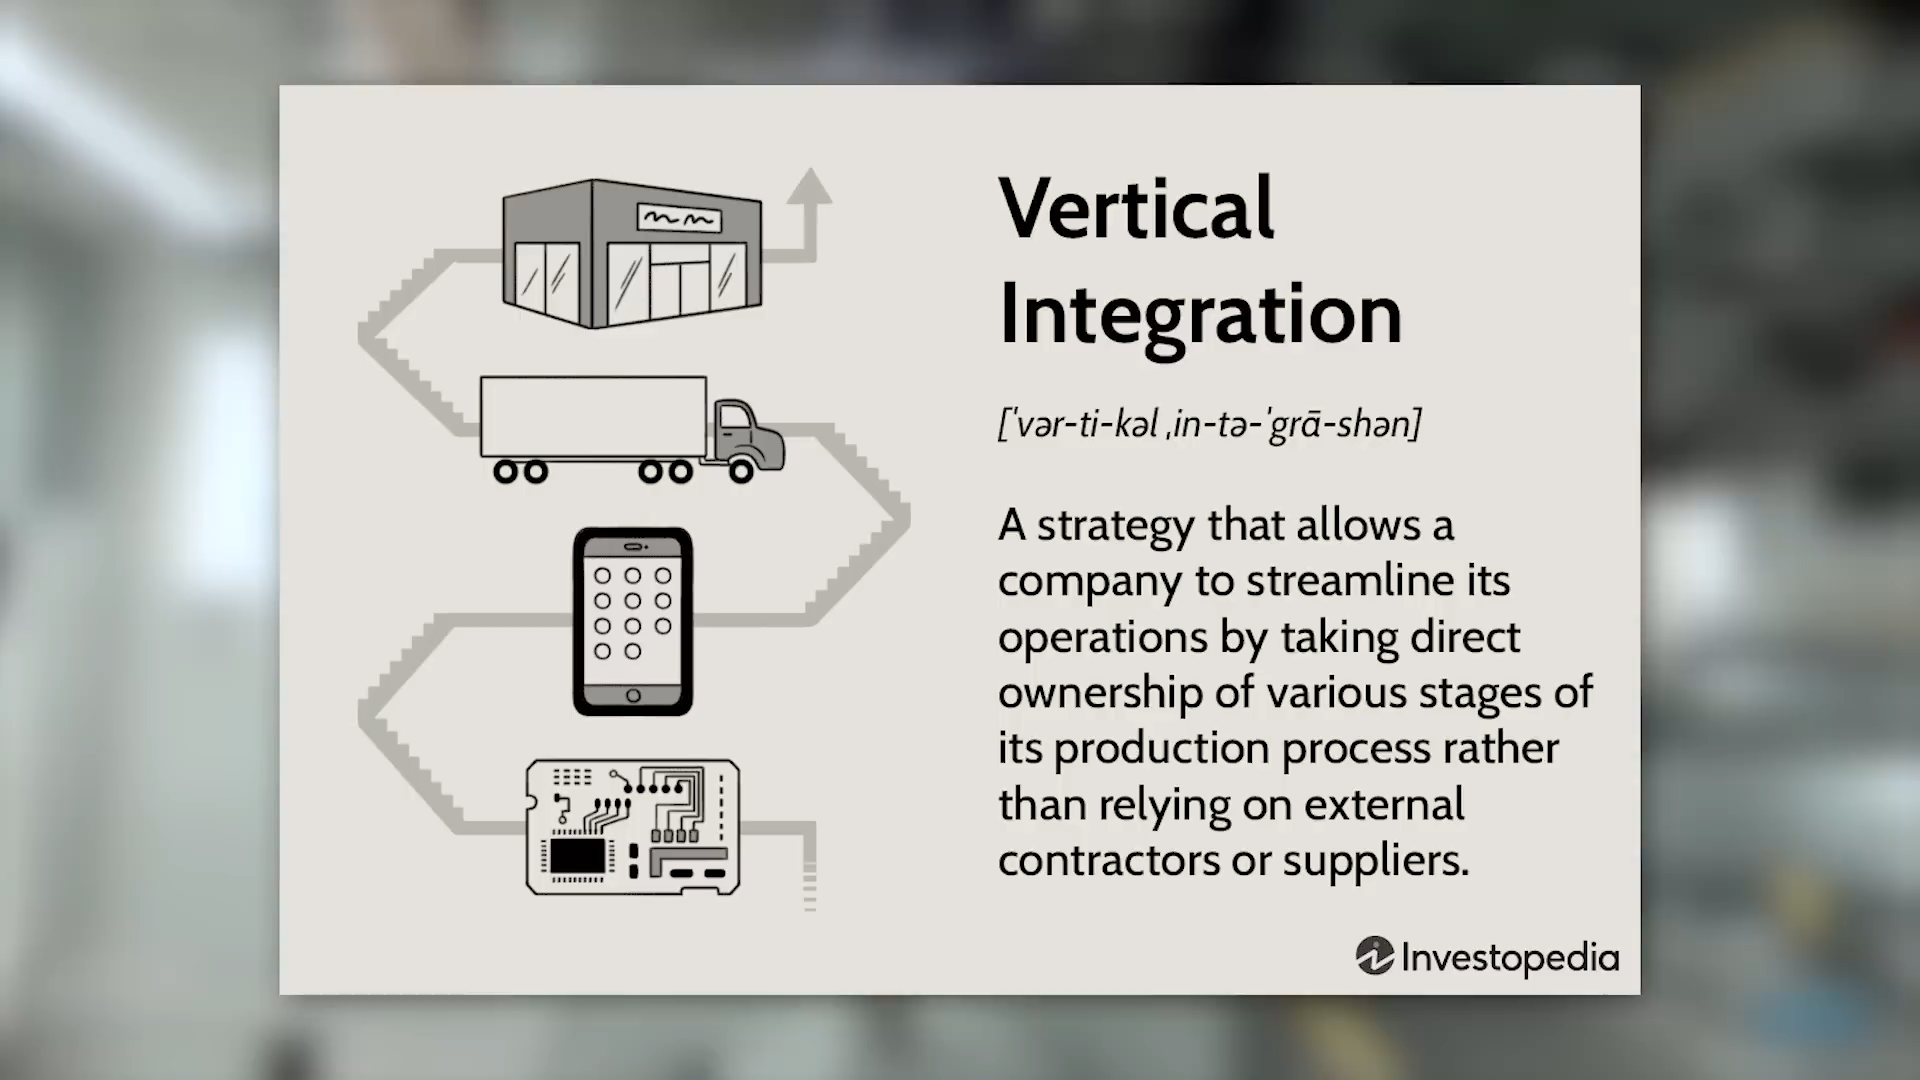 Vertical
Integration
[ˈvər-ti-kəl ˌin-tə-ˈgrā-shən]
A strategy that allows a
company to streamline its
operations by taking direct
ownership of various stages of
its production process rather
than relying on external
contractors or suppliers.
Investopedia